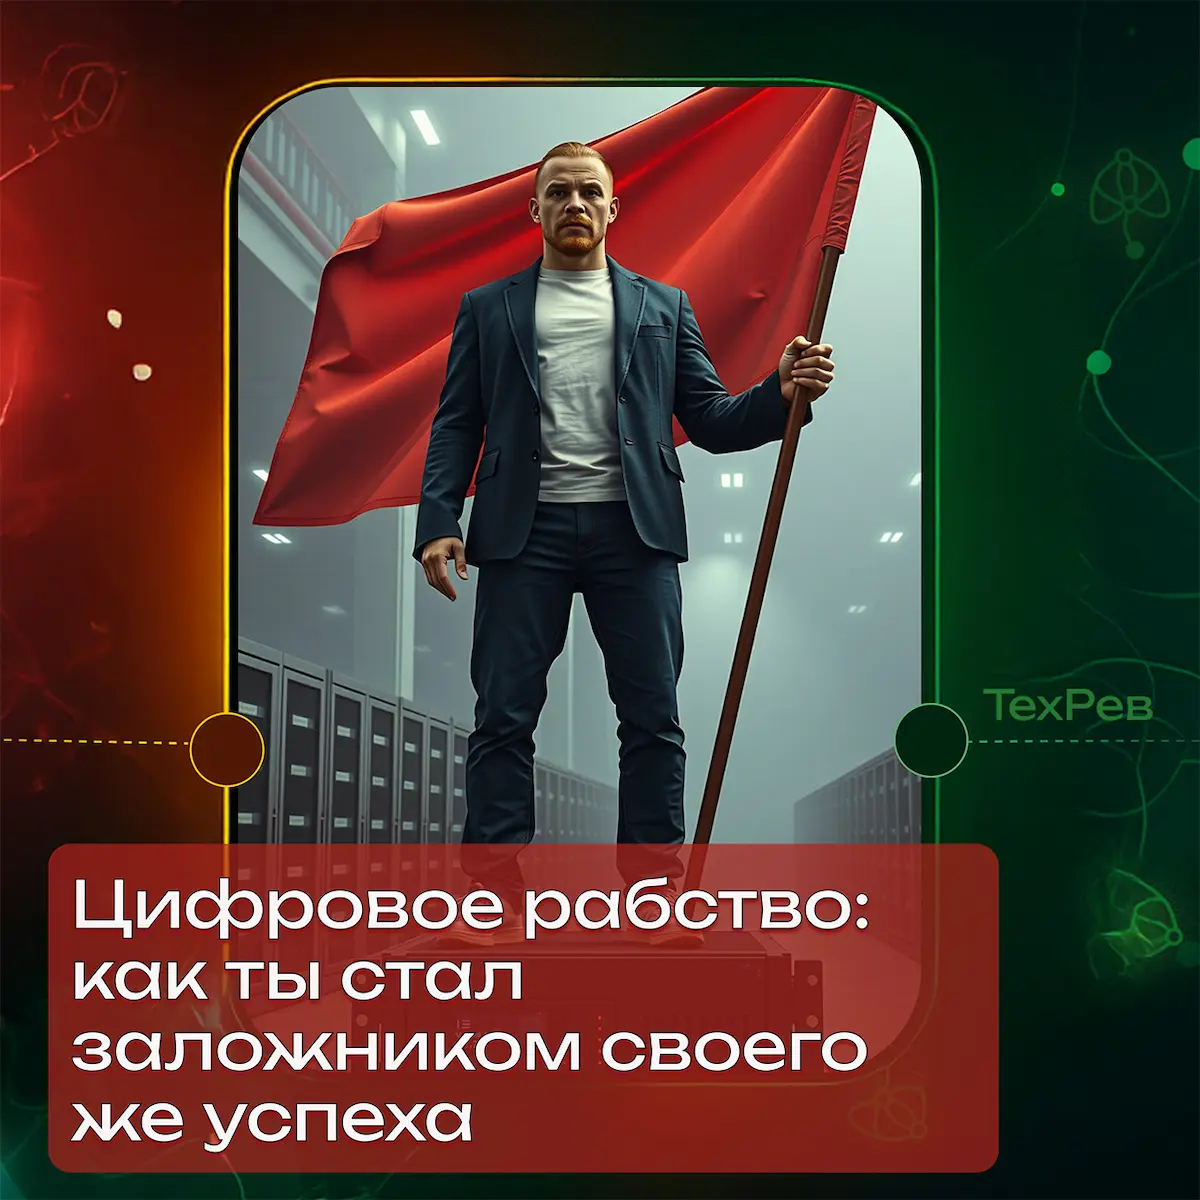 ТехРев
Цифровое рабство:
как ты стал
заложником своего
же успеха